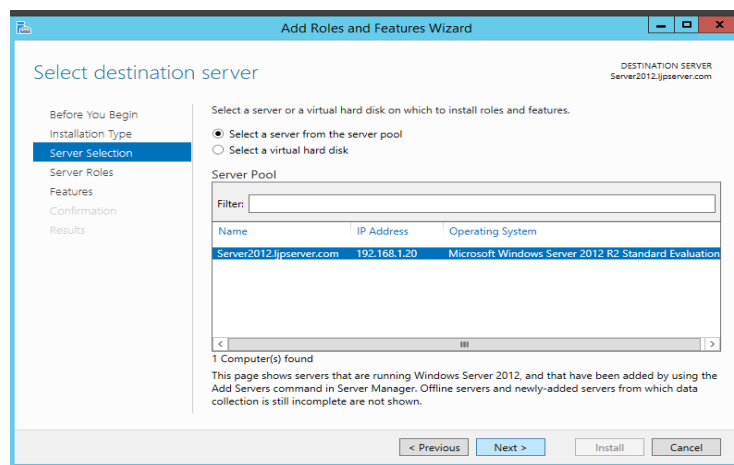 Add Roles and Features Wizard
Select destination server
DESTINATION SERVER
Server2012.ljpserver.com
Before You Begin
Installation Type
Server Selection
Server Roles
Features
Confirmation
Results
Select a server or a virtual hard disk on which to install roles and features.
Select a server from the server pool
Select a virtual hard disk
Server Pool
Filter:
Name IP Address Operating System
Server2012.ljpserver.com 192.168.1.20 Microsoft Windows Server 2012 R2 Standard Evaluation
1 Computer(s) found
This page shows servers that are running Windows Server 2012, and that have been added by using the
Add Servers command in Server Manager. Offline servers and newly-added servers from which data
collection is still incomplete are not shown.
< Previous Next > Install Cancel